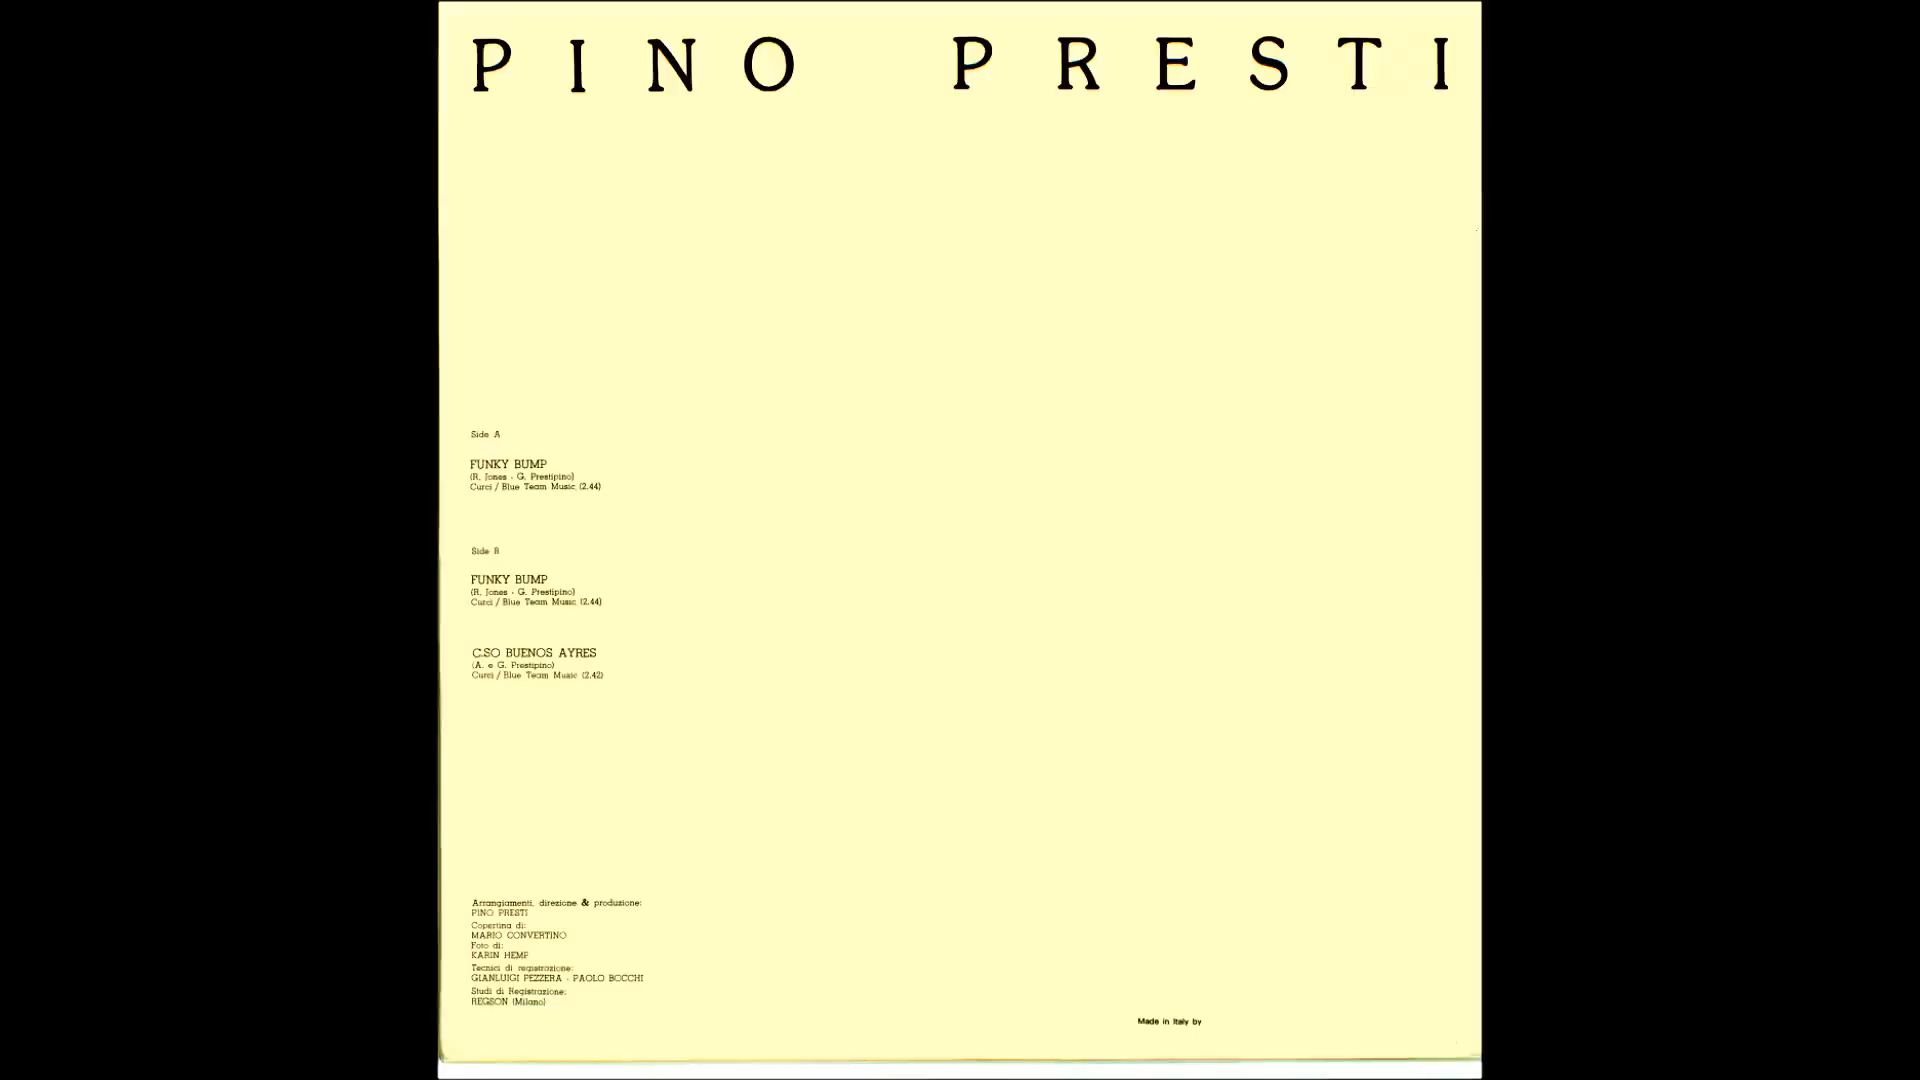 PINO PRESTI
Side A
FUNKY BUMP
(R. Jones - G. Prestipino)
Curci / Blue Team Music (2.44)
Side B
FUNKY BUMP
(R. Jones - G. Prestipino)
Curci / Blue Team Music (2.44)
C.SO BUENOS AYRES
(A. e G. Prestipino)
Curci / Blue Team Music (2.42)
Arrangiamenti, direzione & produzione:
PINO PRESTI
Copertina di:
MARIO CONVERTINO
Foto di:
KARIN HEMP
Tecnici di registrazione:
GIANLUIGI PEZZERA - PAOLO BOCCHI
Studi di Registrazione:
REGSON (Milano)
Made in Italy by